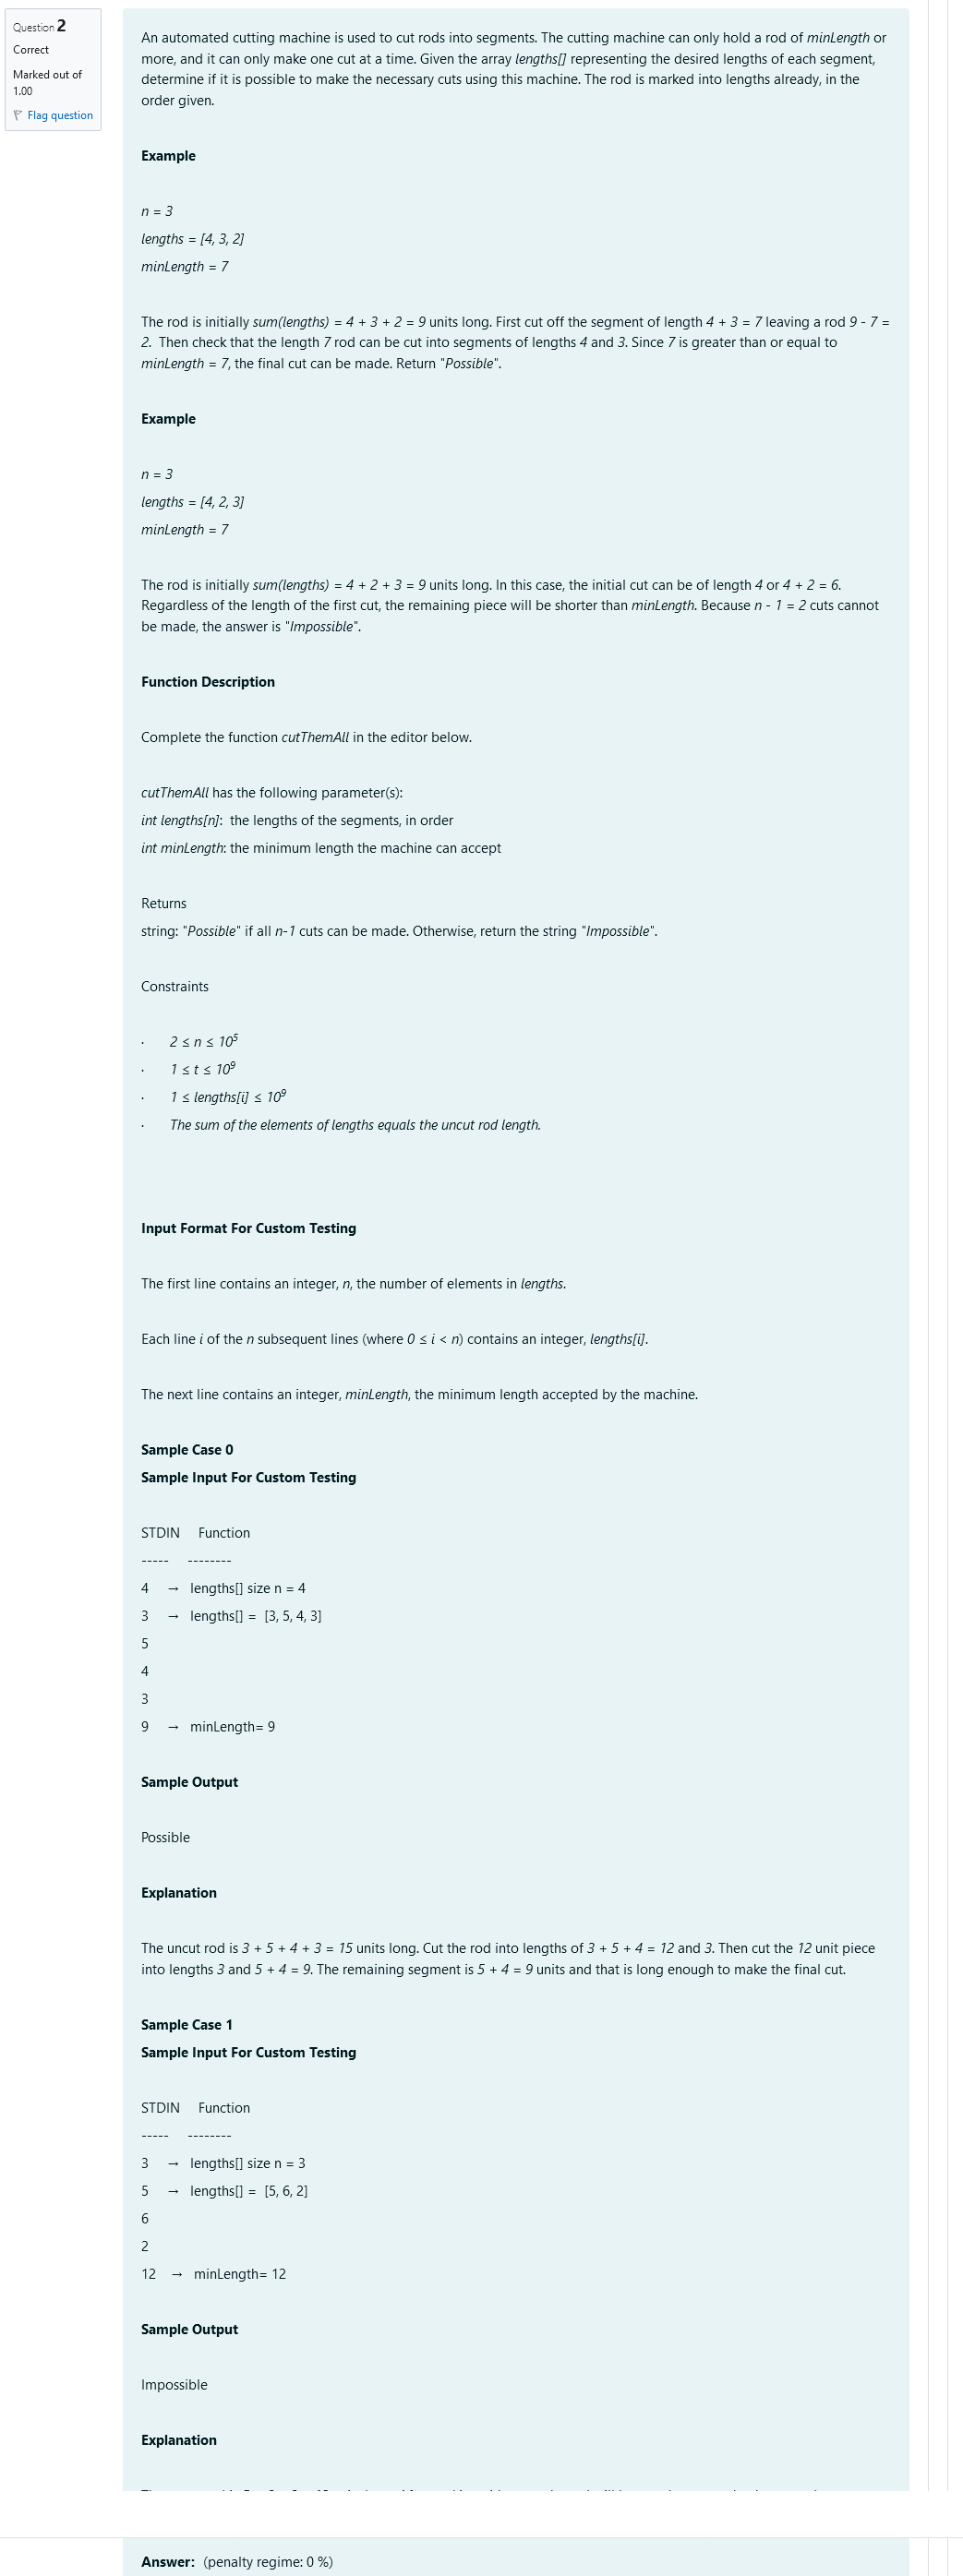 Question 2
Correct
Marked out of
1.00
Flag question
An automated cutting machine is used to cut rods into segments. The cutting machine can only hold a rod of minLength or
more, and it can only make one cut at a time. Given the array lengths[] representing the desired lengths of each segment,
determine if it is possible to make the necessary cuts using this machine. The rod is marked into lengths already, in the
order given.
Example
n = 3
lengths = [4, 3, 2]
minLength = 7
The rod is initially sum(lengths) = 4 + 3 + 2 = 9 units long. First cut off the segment of length 4 + 3 = 7 leaving a rod 9 - 7 =
2. Then check that the length 7 rod can be cut into segments of lengths 4 and 3. Since 7 is greater than or equal to
minLength = 7, the final cut can be made. Return "Possible".
Example
n = 3
lengths = [4, 2, 3]
minLength = 7
The rod is initially sum(lengths) = 4 + 2 + 3 = 9 units long. In this case, the initial cut can be of length 4 or 4 + 2 = 6.
Regardless of the length of the first cut, the remaining piece will be shorter than minLength. Because n - 1 = 2 cuts cannot
be made, the answer is "Impossible".
Function Description
Complete the function cutThemAll in the editor below.
cutThemAll has the following parameter(s):
int lengths[n]: the lengths of the segments, in order
int minLength: the minimum length the machine can accept
Returns
string: "Possible" if all n-1 cuts can be made. Otherwise, return the string "Impossible".
Constraints
· 2 ≤ n ≤ 10⁵
· 1 ≤ t ≤ 10⁹
· 1 ≤ lengths[i] ≤ 10⁹
· The sum of the elements of lengths equals the uncut rod length.
Input Format For Custom Testing
The first line contains an integer, n, the number of elements in lengths.
Each line i of the n subsequent lines (where 0 ≤ i < n) contains an integer, lengths[i].
The next line contains an integer, minLength, the minimum length accepted by the machine.
Sample Case 0
Sample Input For Custom Testing
STDIN Function
----- --------
4 → lengths[] size n = 4
3 → lengths[] = [3, 5, 4, 3]
5
4
3
9 → minLength= 9
Sample Output
Possible
Explanation
The uncut rod is 3 + 5 + 4 + 3 = 15 units long. Cut the rod into lengths of 3 + 5 + 4 = 12 and 3. Then cut the 12 unit piece
into lengths 3 and 5 + 4 = 9. The remaining segment is 5 + 4 = 9 units and that is long enough to make the final cut.
Sample Case 1
Sample Input For Custom Testing
STDIN Function
----- --------
3 → lengths[] size n = 3
5 → lengths[] = [5, 6, 2]
6
2
12 → minLength= 12
Sample Output
Impossible
Explanation
Answer: (penalty regime: 0 %)